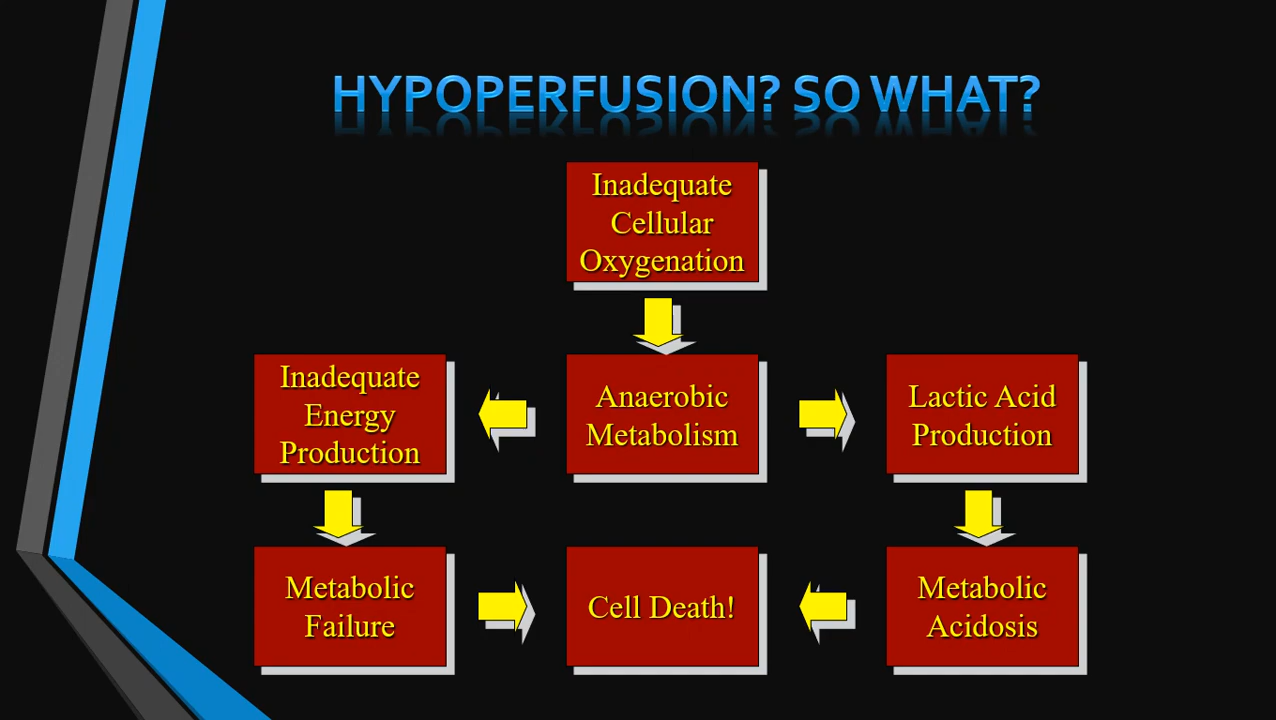 HYPOPERFUSION? SO WHAT?
Inadequate
Cellular
Oxygenation
Inadequate
Energy
Production
Anaerobic
Metabolism
Lactic Acid
Production
Metabolic
Failure
Cell Death!
Metabolic
Acidosis